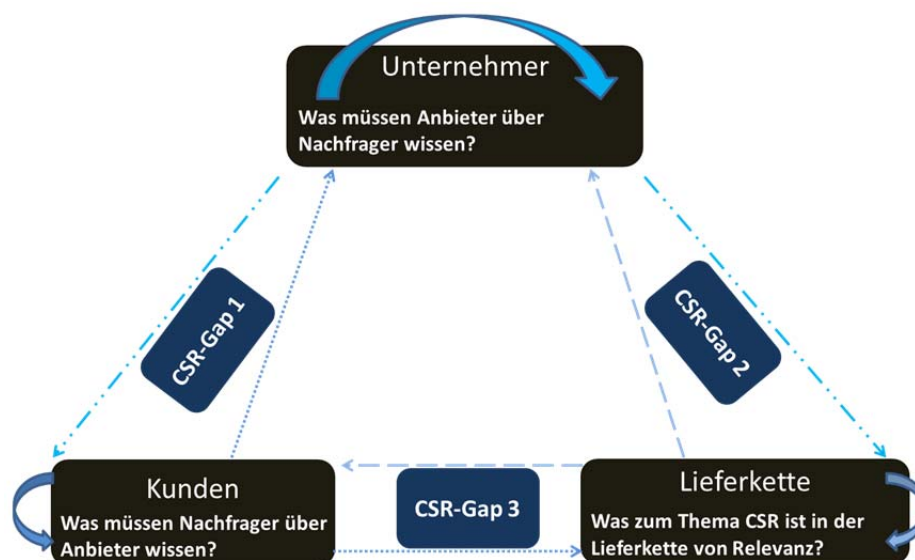 Unternehmer
Was müssen Anbieter über
Nachfrager wissen?
CSR-Gap 1
CSR-Gap 2
Kunden
Was müssen Nachfrager über
Anbieter wissen?
CSR-Gap 3
Lieferkette
Was zum Thema CSR ist in der
Lieferkette von Relevanz?